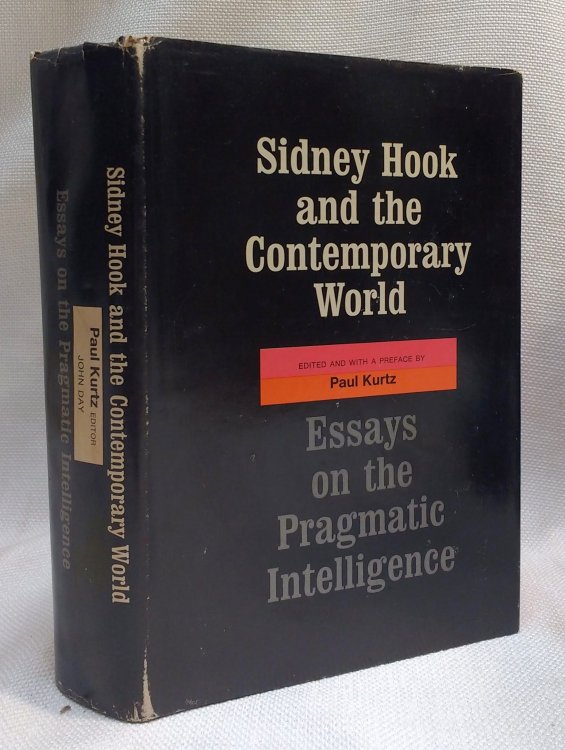 Sidney Hook
and the
Contemporary
World
EDITED AND WITH A PREFACE BY
Paul Kurtz
Essays
on the
Pragmatic
Intelligence
Sidney Hook and the Contemporary World
Essays on the Pragmatic Intelligence
Paul Kurtz EDITOR
JOHN DAY